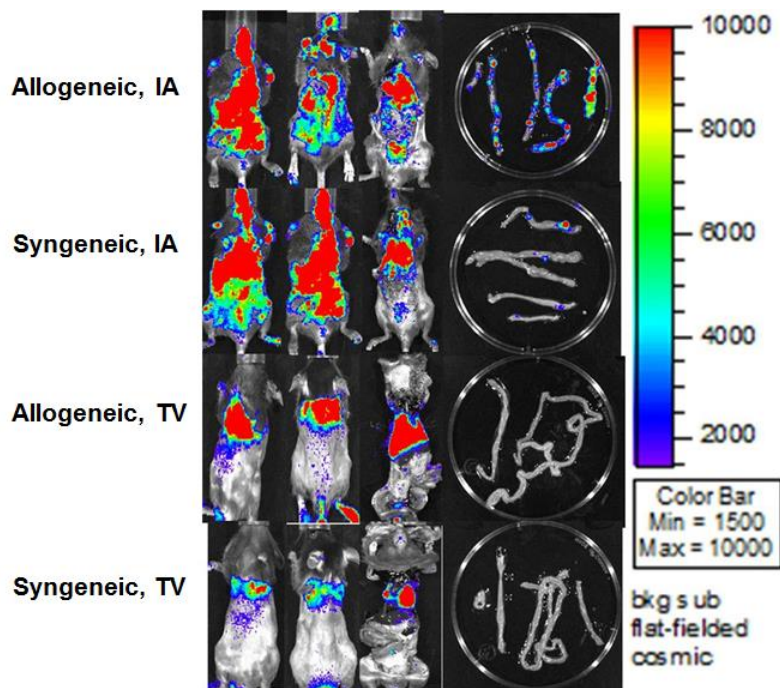 Allogeneic, IA
Syngeneic, IA
Allogeneic, TV
Syngeneic, TV
10000
8000
6000
4000
2000
Color Bar
Min = 1500
Max = 10000
bkg sub
flat-fielded
cosmic